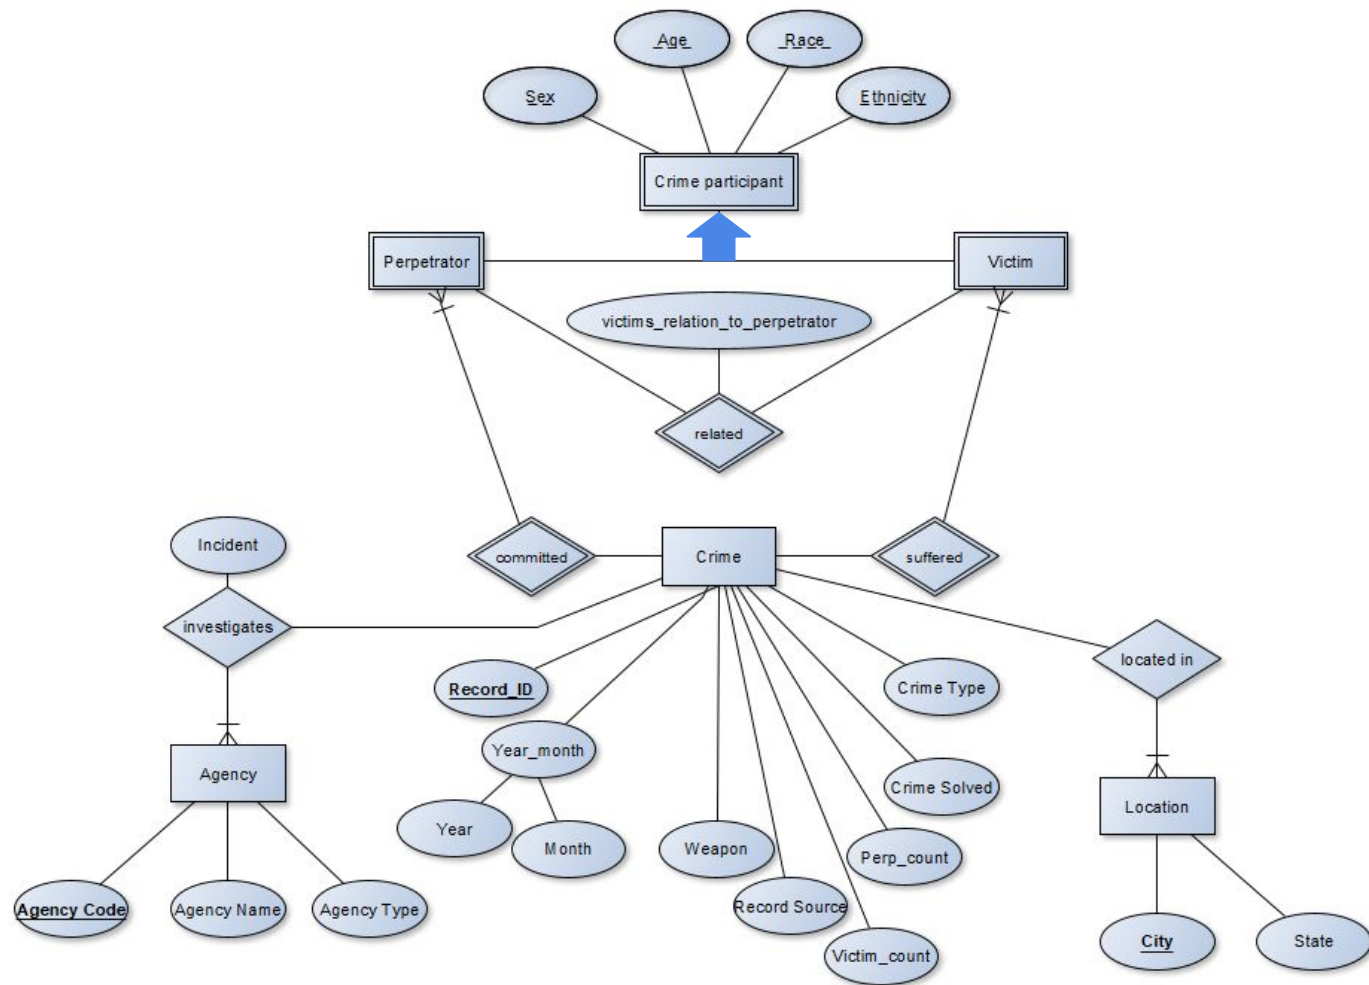 Age
Race
Sex
Ethnicity
Crime participant
Perpetrator
Victim
victims_relation_to_perpetrator
related
Incident
committed
Crime
suffered
investigates
located in
Record_ID
Crime Type
Year_month
Agency
Crime Solved
Location
Year
Month
Weapon
Perp_count
Agency Code
Agency Name
Agency Type
Record Source
Victim_count
City
State